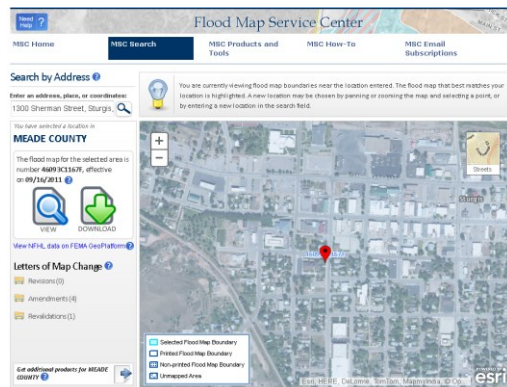 Need Help ?
Flood Map Service Center
MSC Home
MSC Search
MSC Products and Tools
MSC How-To
MSC Email Subscriptions
Search by Address
Enter an address, place, or coordinates:
1300 Sherman Street, Sturgis,
You are currently viewing flood map boundaries near the location entered. The flood map that best matches your
location is highlighted. A new location may be chosen by panning or zooming the map and selecting a point, or
by entering a new location in the search field.
You have selected a location in
MEADE COUNTY
The flood map for the selected area is
number 46093C1167F, effective
on 09/16/2011
VIEW
DOWNLOAD
View NFHL data on FEMA GeoPlatform
Letters of Map Change
Revisions (0)
Amendments (4)
Revalidations (1)
Get additional products for MEADE
COUNTY
+
−
Streets
Sturgis
Selected Flood Map Boundary
Printed Flood Map Boundary
Non-printed Flood Map Boundary
Unmapped Area
Esri, HERE, DeLorme, TomTom, MapmyIndia, © Op...
esri